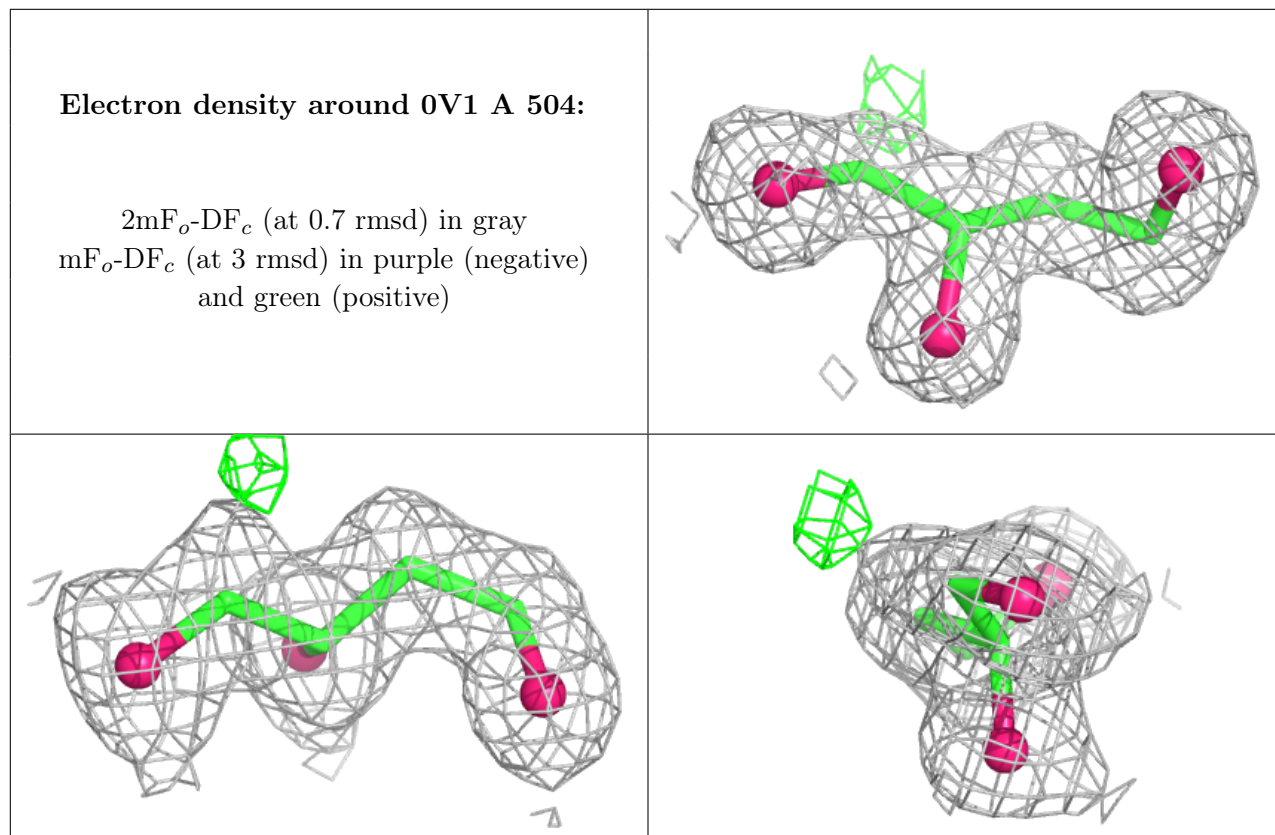 Electron density around 0V1 A 504:
2mFₒ-DF𝒸 (at 0.7 rmsd) in gray
mFₒ-DF𝒸 (at 3 rmsd) in purple (negative)
and green (positive)